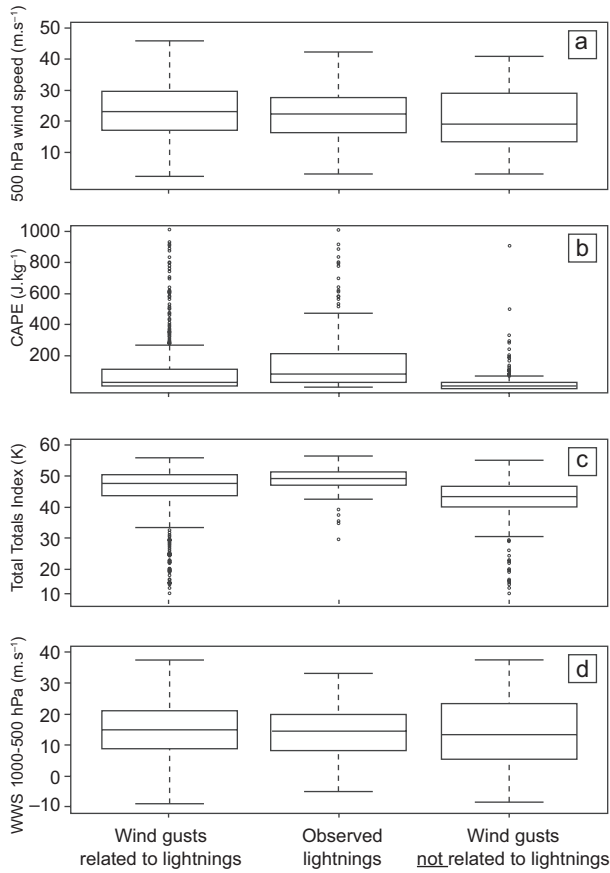 a
500 hPa wind speed (m.s⁻¹)
50
40
30
20
10
b
CAPE (J.kg⁻¹)
1000
800
600
400
200
c
Total Totals Index (K)
60
50
40
30
20
10
d
WWS 1000-500 hPa (m.s⁻¹)
40
30
20
10
0
−10
Wind gusts
related to lightnings
Observed
lightnings
Wind gusts
not related to lightnings